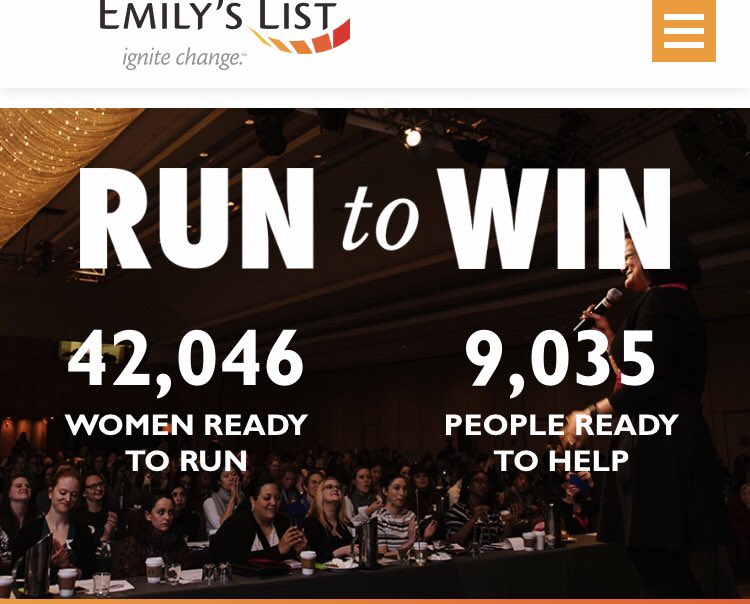 EMILY'S LIST
ignite change.™
RUN to WIN
42,046
WOMEN READY
TO RUN
9,035
PEOPLE READY
TO HELP